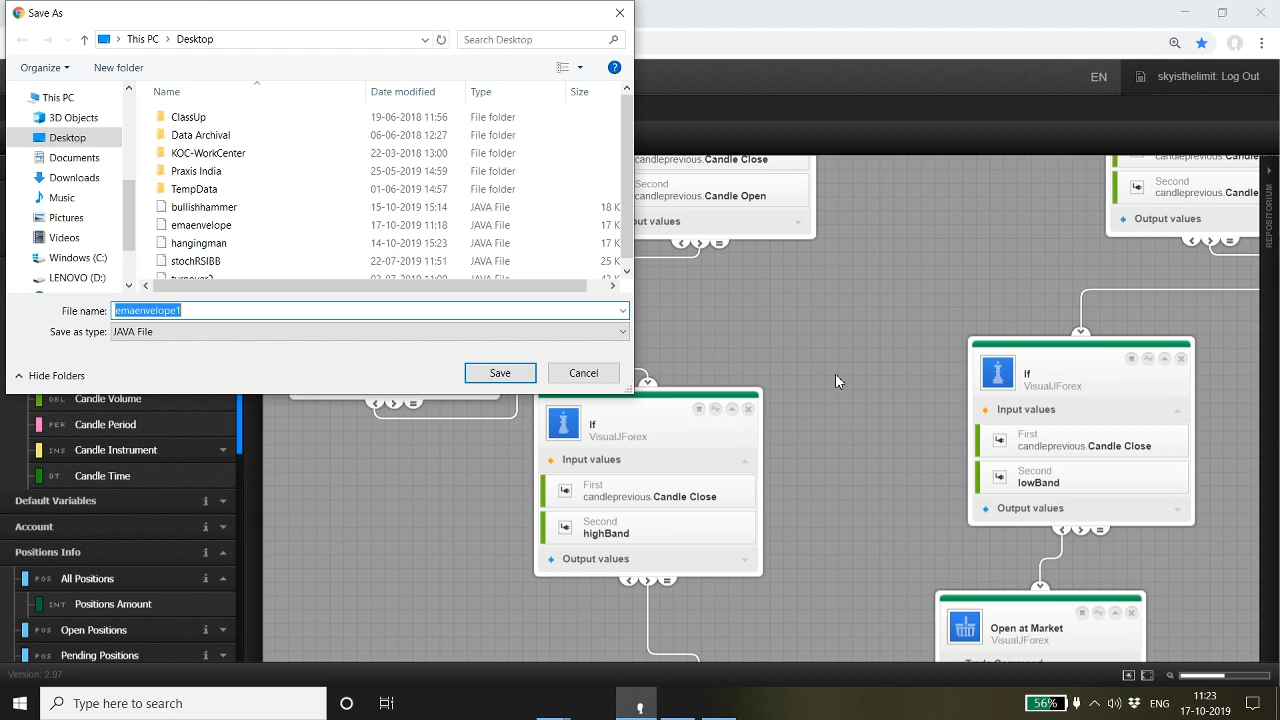 Save As
This PC
Desktop
Search Desktop
Organize
New folder
Name
Date modified
Type
Size
This PC
3D Objects
Desktop
Documents
Downloads
Music
Pictures
Videos
Windows (C:)
LENOVO (D:)
ClassUp 19-06-2018 11:56 File folder
Data Archival 06-06-2018 12:27 File folder
KOC-WorkCenter 22-03-2018 13:00 File folder
Praxis India 25-05-2019 14:59 File folder
TempData 01-06-2019 14:57 File folder
bullishhammer 15-10-2019 15:14 JAVA File 18 K
emaenvelope 17-10-2019 11:18 JAVA File 17 K
hangingman 14-10-2019 15:23 JAVA File 17 K
stochRSIBB 22-07-2019 11:51 JAVA File 25 K
File name: emaenvelope1
Save as type: JAVA File
Hide Folders
Save
Cancel
EN
skyisthelimit: Log Out
candleprevious.Candle Close
Second
candleprevious.Candle Open
put values
Second
candleprevious.Candle
Output values
REPOSITORIUM
If
VisualJForex
Input values
First
candleprevious.Candle Close
Second
lowBand
Output values
If
VisualJForex
Input values
First
candleprevious.Candle Close
Second
highBand
Output values
Open at Market
VisualJForex
DBL Candle Volume
PER Candle Period
INS Candle Instrument
DT Candle Time
Default Variables
Account
Positions Info
POS All Positions
INT Positions Amount
POS Open Positions
POS Pending Positions
Version: 2.97
Type here to search
56%
ENG
11:23
17-10-2019